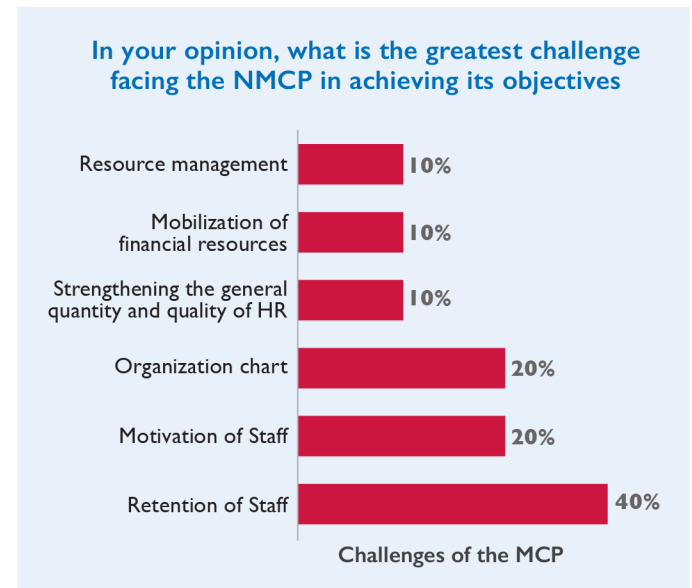 In your opinion, what is the greatest challenge
facing the NMCP in achieving its objectives
Resource management
10%
Mobilization of
financial resources
10%
Strengthening the general
quantity and quality of HR
10%
Organization chart
20%
Motivation of Staff
20%
Retention of Staff
40%
Challenges of the MCP